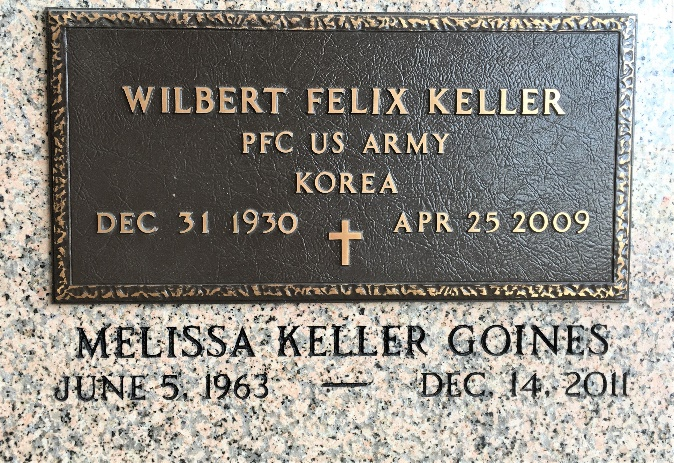 WILBERT FELIX KELLER
PFC US ARMY
KOREA
DEC 31 1930 APR 25 2009
MELISSA KELLER GOINES
JUNE 5, 1963 — DEC. 14, 2011